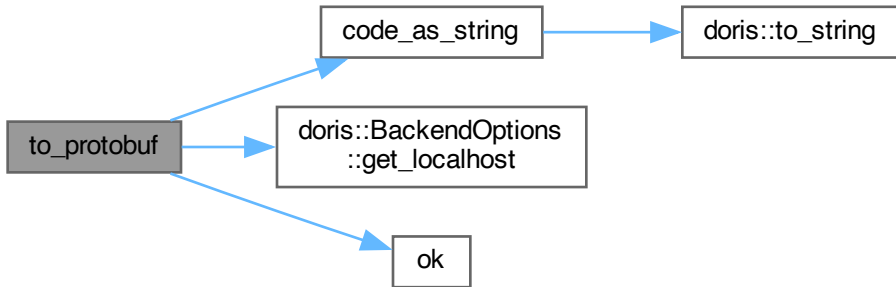 code_as_string
doris::to_string
to_protobuf
doris::BackendOptions
::get_localhost
ok